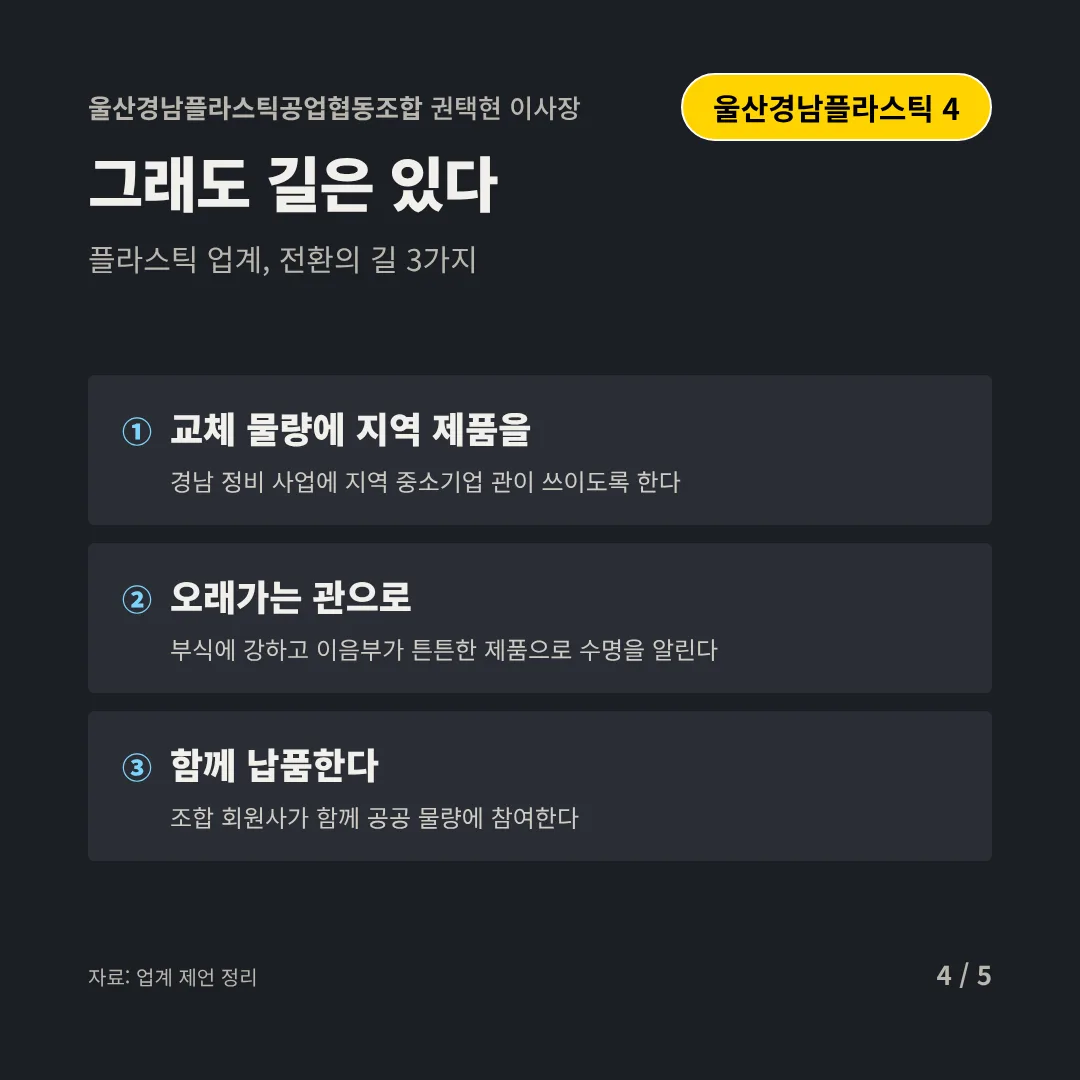 울산경남플라스틱공업협동조합 권택현 이사장
울산경남플라스틱 4
그래도 길은 있다
플라스틱 업계, 전환의 길 3가지
① 교체 물량에 지역 제품을
경남 정비 사업에 지역 중소기업 관이 쓰이도록 한다
② 오래가는 관으로
부식에 강하고 이음부가 튼튼한 제품으로 수명을 알린다
③ 함께 납품한다
조합 회원사가 함께 공공 물량에 참여한다
자료: 업계 제언 정리
4 / 5